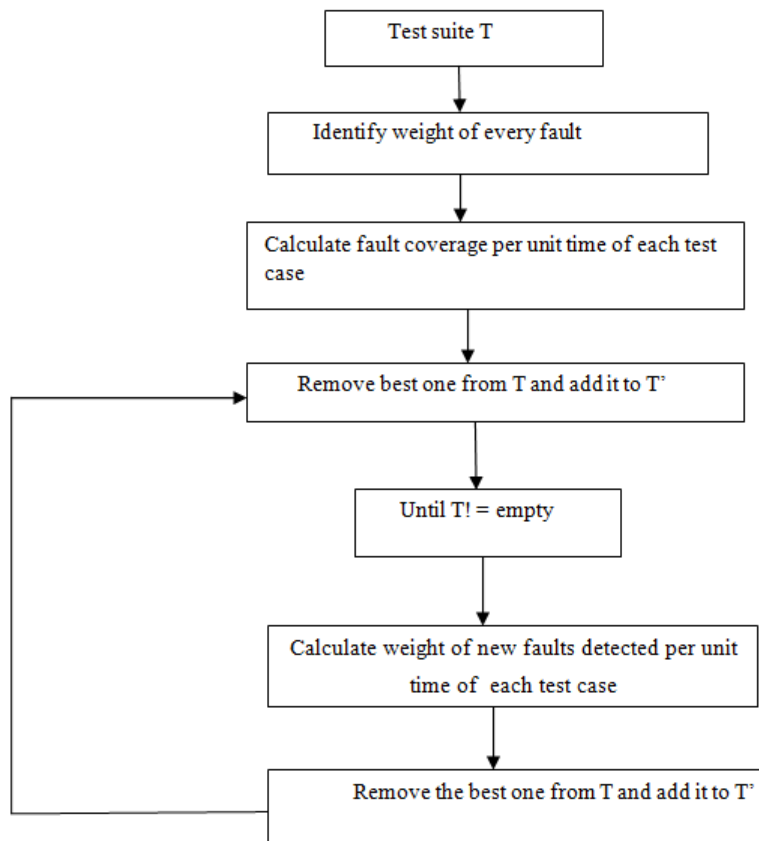 Test suite T
Identify weight of every fault
Calculate fault coverage per unit time of each test
case
Remove best one from T and add it to T’
Until T! = empty
Calculate weight of new faults detected per unit
time of each test case
Remove the best one from T and add it to T’